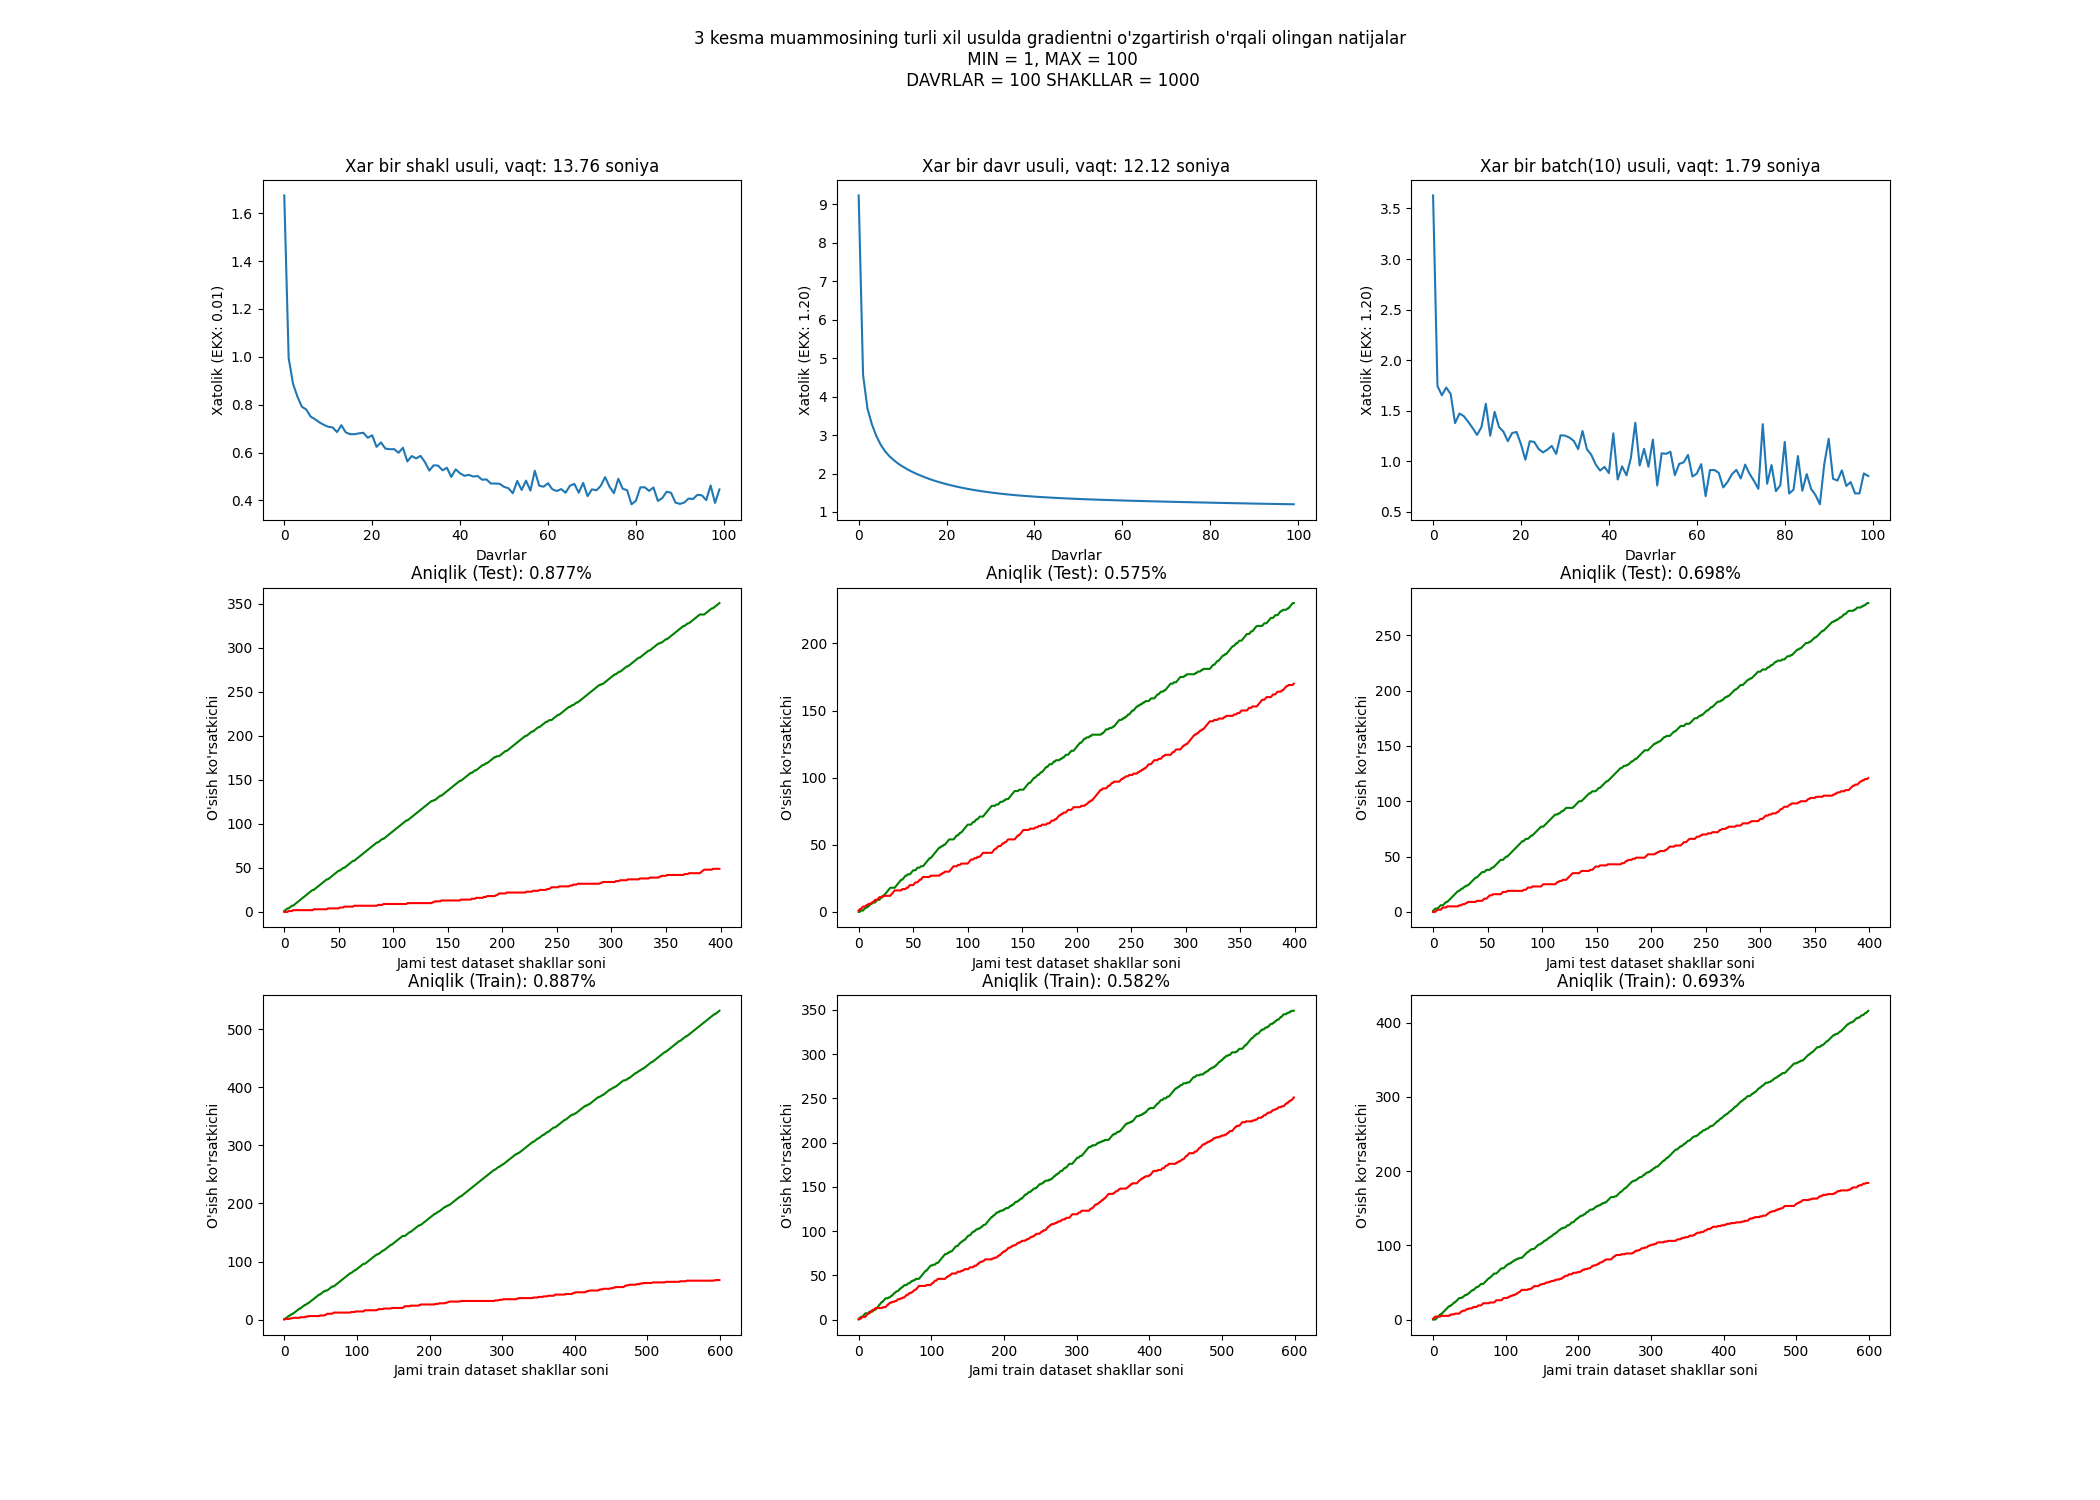 3 kesma muammosining turli xil usulda gradientni o'zgartirish o'rqali olingan natijalar
MIN = 1, MAX = 100
DAVRLAR = 100 SHAKLLAR = 1000
Xar bir shakl usuli, vaqt: 13.76 soniya
Xatolik (EKX: 0.01)
1.6
1.4
1.2
1.0
0.8
0.6
0.4
0 20 40 60 80 100
Davrlar
Xar bir davr usuli, vaqt: 12.12 soniya
Xatolik (EKX: 1.20)
9
8
7
6
5
4
3
2
1
0 20 40 60 80 100
Davrlar
Xar bir batch(10) usuli, vaqt: 1.79 soniya
Xatolik (EKX: 1.20)
3.5
3.0
2.5
2.0
1.5
1.0
0.5
0 20 40 60 80 100
Davrlar
Aniqlik (Test): 0.877%
O'sish ko'rsatkichi
350
300
250
200
150
100
50
0
0 50 100 150 200 250 300 350 400
Jami test dataset shakllar soni
Aniqlik (Test): 0.575%
O'sish ko'rsatkichi
200
150
100
50
0
0 50 100 150 200 250 300 350 400
Jami test dataset shakllar soni
Aniqlik (Test): 0.698%
O'sish ko'rsatkichi
250
200
150
100
50
0
0 50 100 150 200 250 300 350 400
Jami test dataset shakllar soni
Aniqlik (Train): 0.887%
O'sish ko'rsatkichi
500
400
300
200
100
0
0 100 200 300 400 500 600
Jami train dataset shakllar soni
Aniqlik (Train): 0.582%
O'sish ko'rsatkichi
350
300
250
200
150
100
50
0
0 100 200 300 400 500 600
Jami train dataset shakllar soni
Aniqlik (Train): 0.693%
O'sish ko'rsatkichi
400
300
200
100
0
0 100 200 300 400 500 600
Jami train dataset shakllar soni